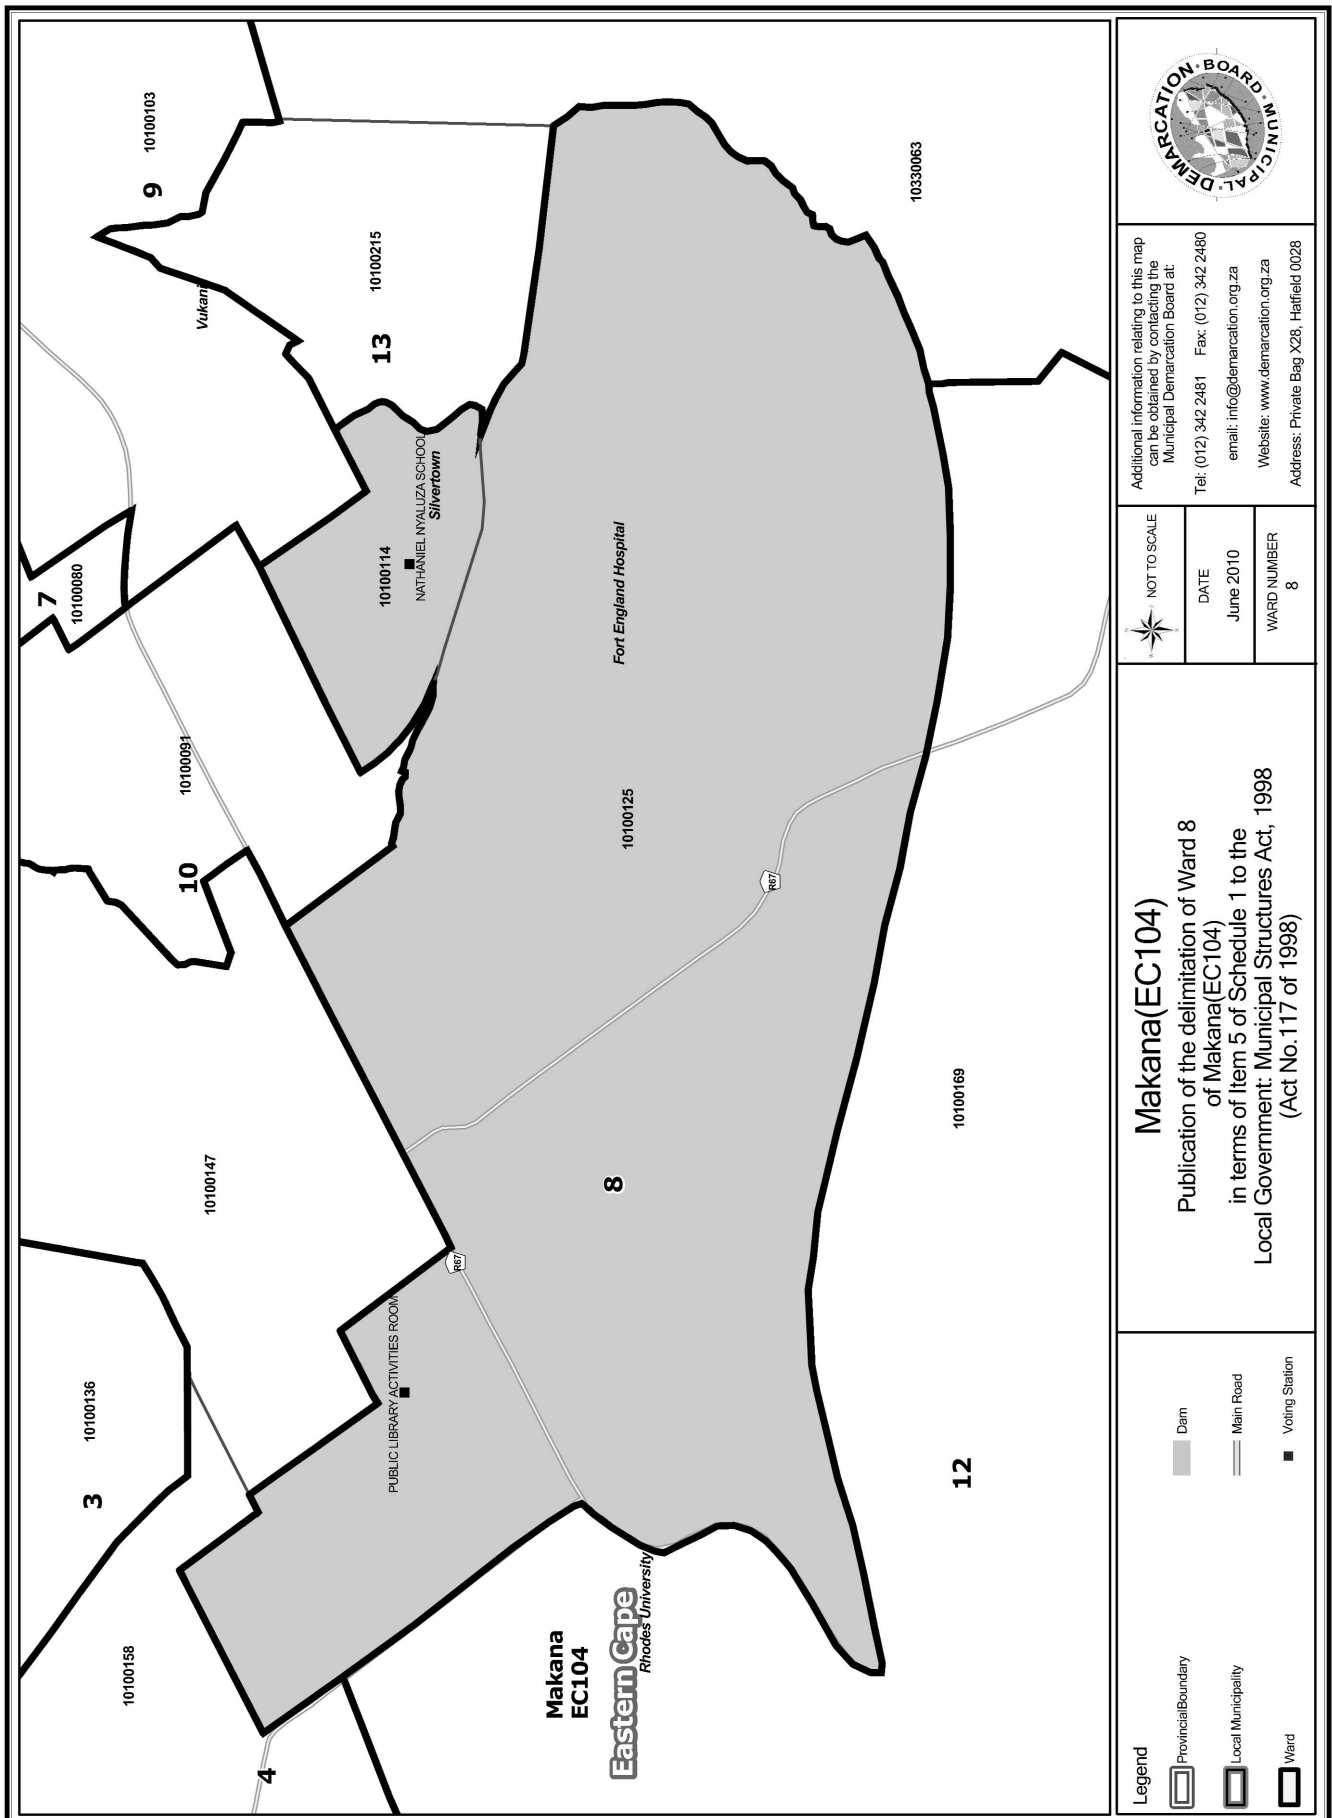 3
10100136
10100147
10
10100091
7
10100080
9
10100103
Vukani
10100158
4
13
10100215
PUBLIC LIBRARY ACTIVITIES ROOM
10100114
NATHANIEL NYALUZA SCHOOL
Silvertown
R67
Makana
EC104
Eastern Cape
Rhodes University
8
10100125
Fort England Hospital
R67
12
10100169
10330063
Legend
ProvincialBoundary
Local Municipality
Ward
Dam
Main Road
Voting Station
Makana(EC104)
Publication of the delimitation of Ward 8
of Makana(EC104)
in terms of Item 5 of Schedule 1 to the
Local Government: Municipal Structures Act, 1998
(Act No.117 of 1998)
NOT TO SCALE
DATE
June 2010
WARD NUMBER
8
Additional information relating to this map
can be obtained by contacting the
Municipal Demarcation Board at:
Tel: (012) 342 2481 Fax: (012) 342 2480
email: info@demarcation.org.za
Website: www.demarcation.org.za
Address: Private Bag X28, Hatfield 0028
MUNICIPAL • DEMARCATION • BOARD •